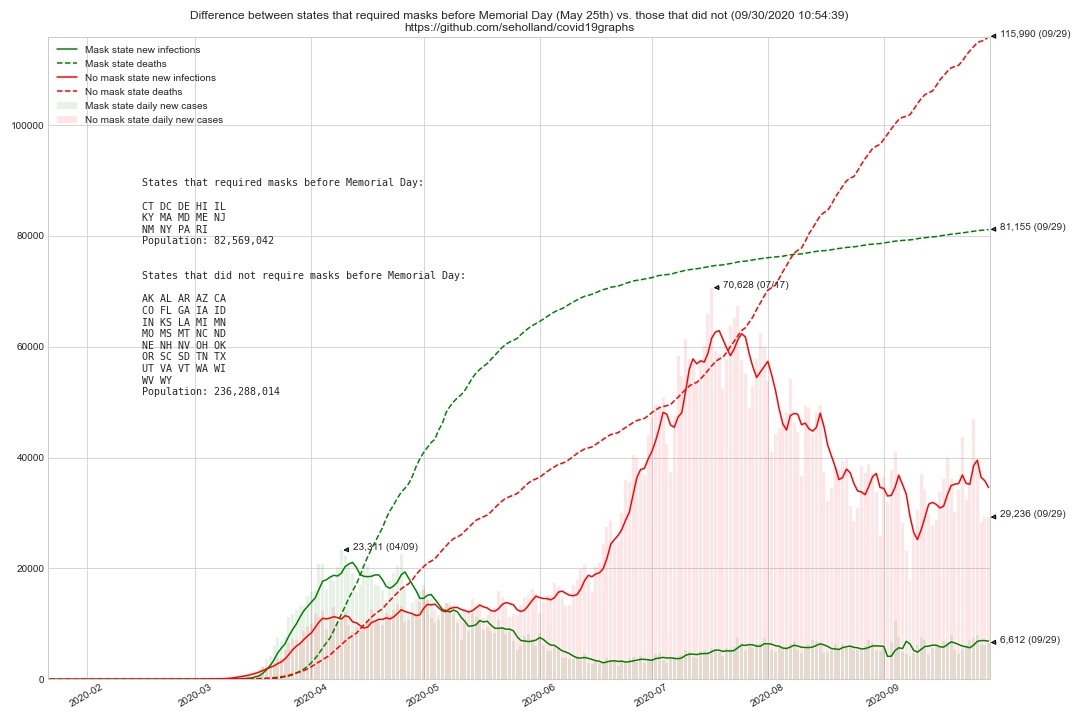 Difference between states that required masks before Memorial Day (May 25th) vs. those that did not (09/30/2020 10:54:39)
https://github.com/seholland/covid19graphs
Mask state new infections
Mask state deaths
No mask state new infections
No mask state deaths
Mask state daily new cases
No mask state daily new cases
115,990 (09/29)
100000
States that required masks before Memorial Day:
CT DC DE HI IL
KY MA MD ME NJ
NM NY PA RI
Population: 82,569,042
80000
81,155 (09/29)
States that did not require masks before Memorial Day:
AK AL AR AZ CA
CO FL GA IA ID
IN KS LA MI MN
MO MS MT NC ND
NE NH NV OH OK
OR SC SD TN TX
UT VA VT WA WI
WV WY
Population: 236,288,014
70,628 (07/17)
60000
40000
29,236 (09/29)
23,311 (04/09)
20000
6,612 (09/29)
0
2020-02
2020-03
2020-04
2020-05
2020-06
2020-07
2020-08
2020-09